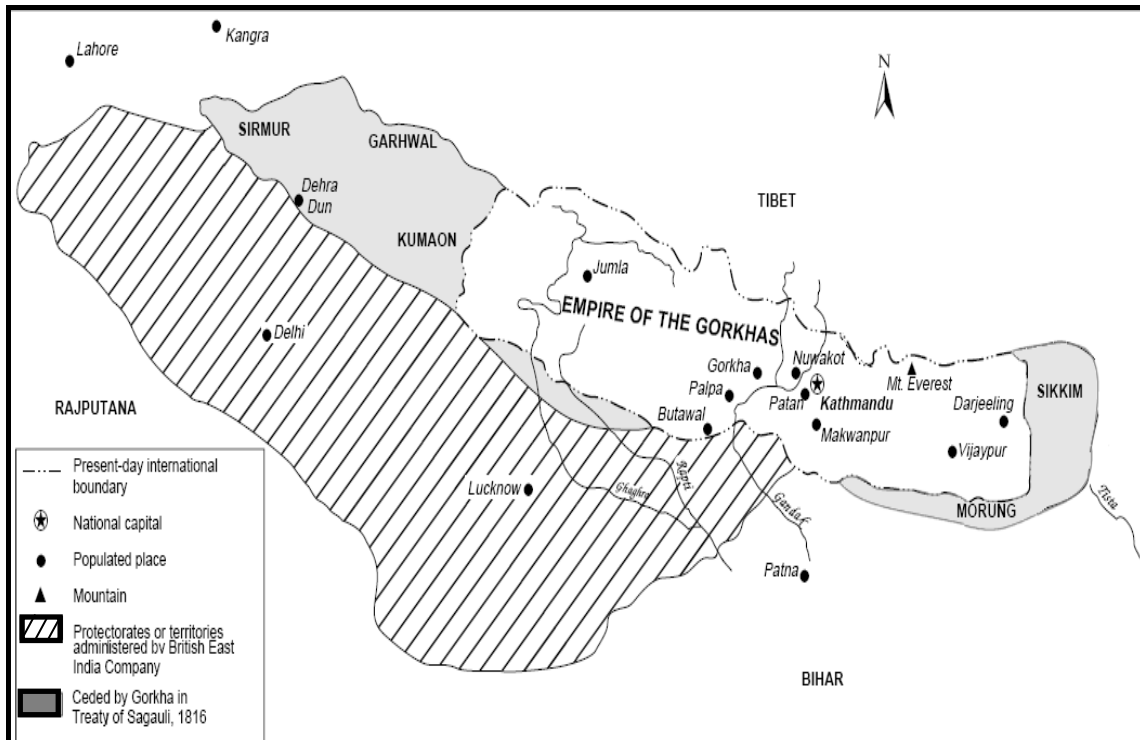 Lahore
Kangra
N
SIRMUR
GARHWAL
TIBET
Dehra
Dun
KUMAON
Jumla
EMPIRE OF THE GORKHAS
Delhi
Gorkha
Nuwakot
Mt. Everest
SIKKIM
Palpa
Patan
Kathmandu
Darjeeling
RAJPUTANA
Butawal
Makwanpur
Vijaypur
Lucknow
Ghaghra
Rapti
Gandak
MORUNG
Tista
Patna
BIHAR
Present-day international
boundary
National capital
Populated place
Mountain
Protectorates or territories
administered by British East
India Company
Ceded by Gorkha in
Treaty of Sagauli, 1816